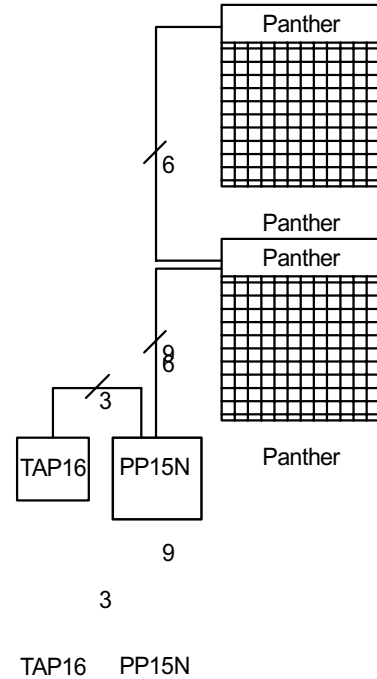 Panther
6
Panther
Panther
9
6
3
TAP16 PP15N
Panther
9
3
TAP16 PP15N